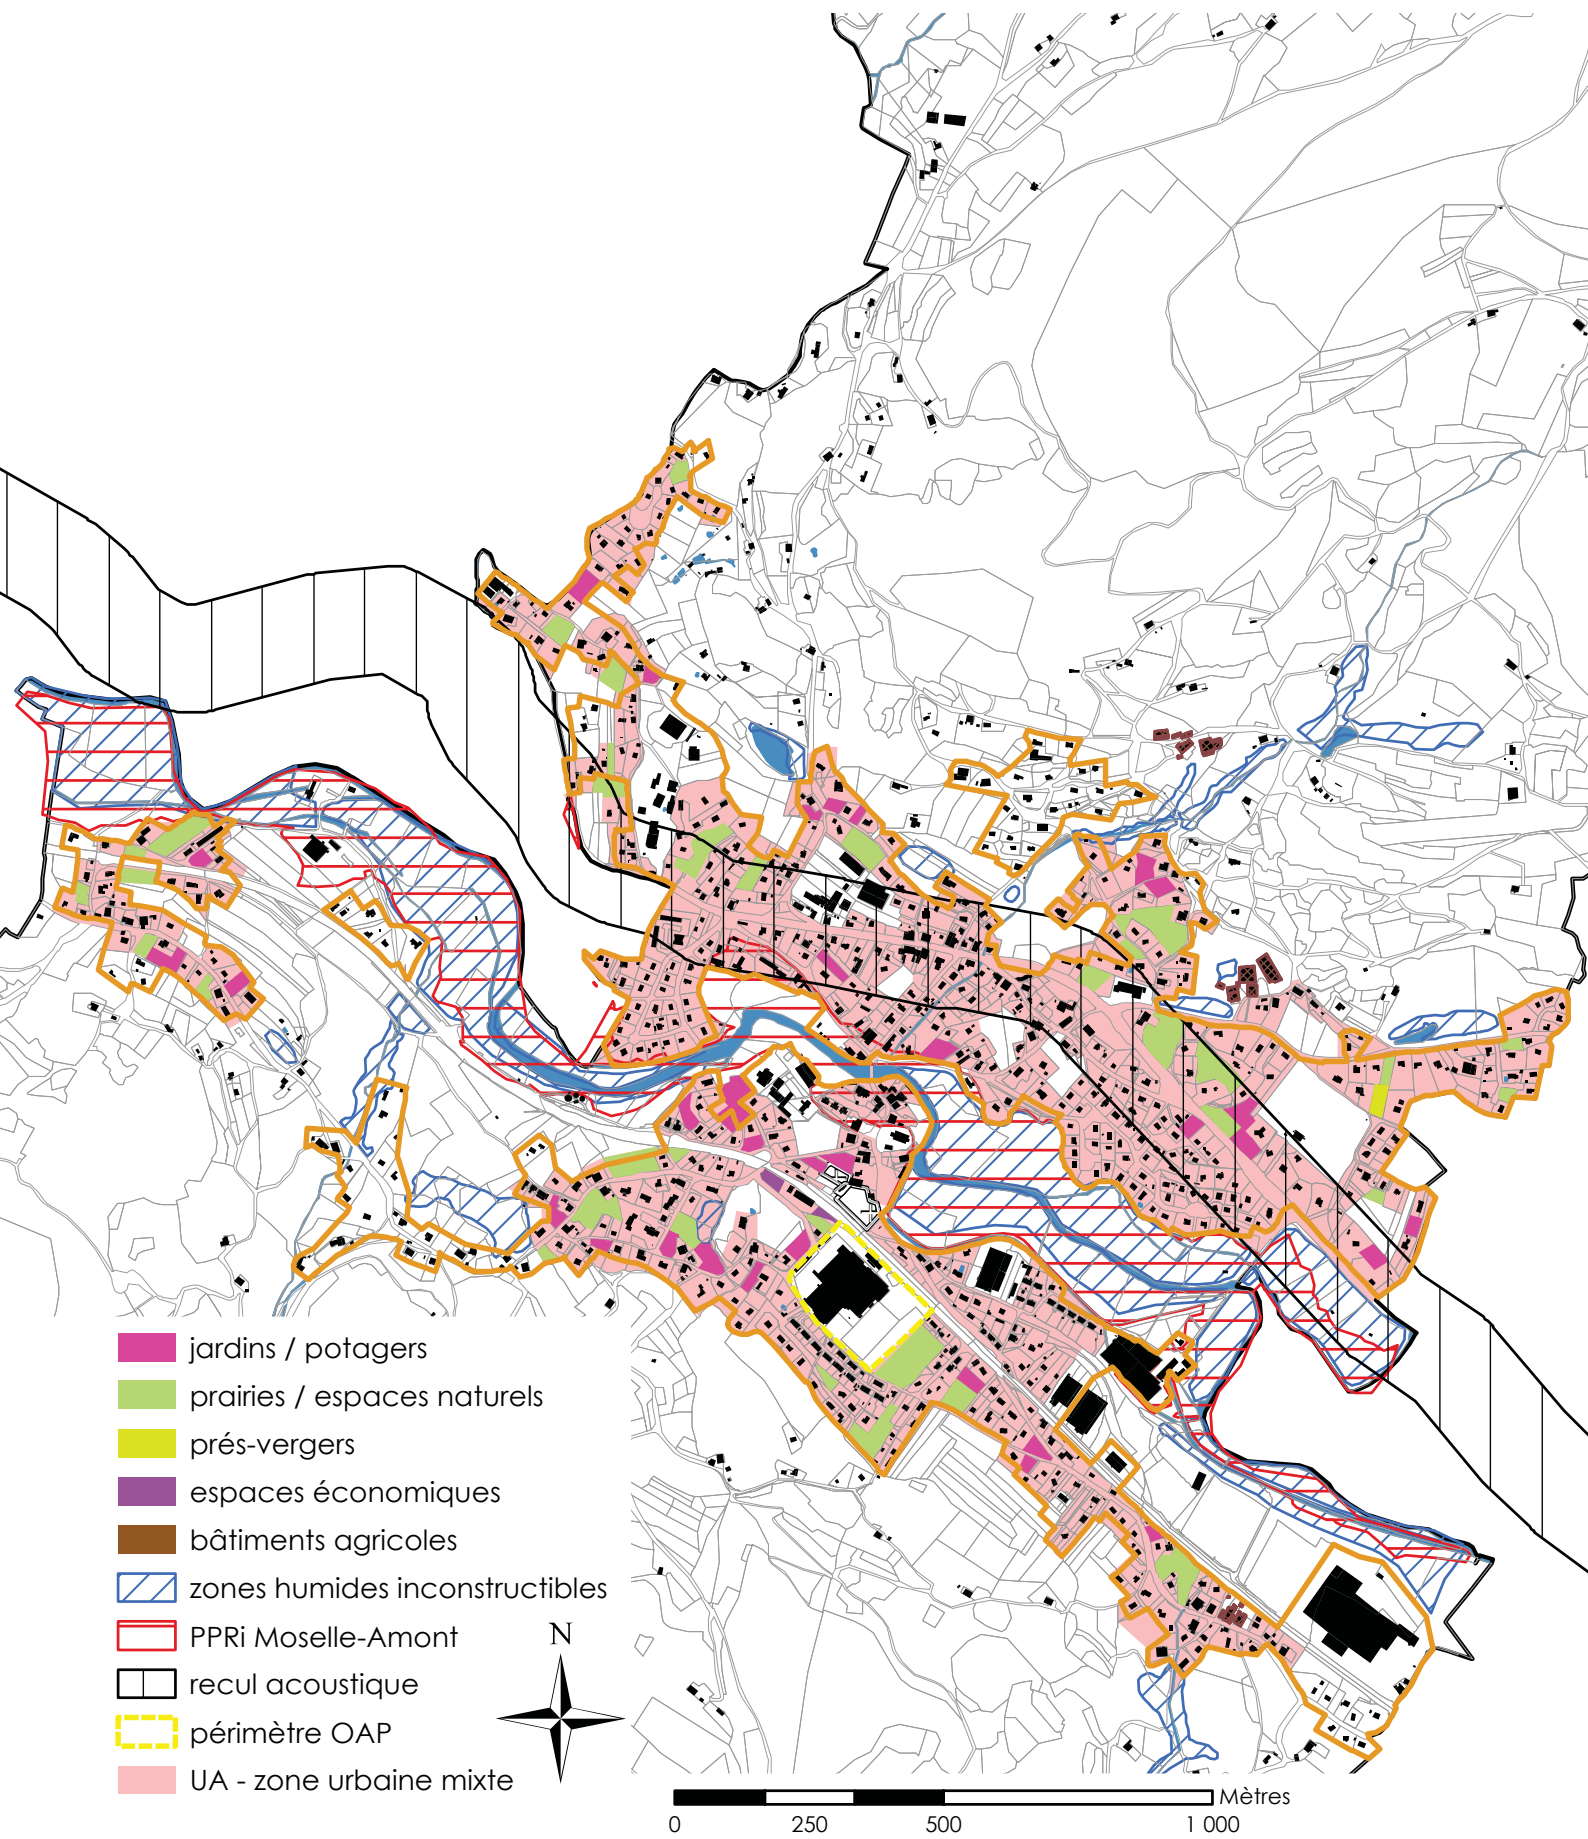 jardins / potagers
prairies / espaces naturels
prés-vergers
espaces économiques
bâtiments agricoles
zones humides inconstructibles
PPRi Moselle-Amont
recul acoustique
périmètre OAP
UA - zone urbaine mixte
N
Mètres
0 250 500 1 000